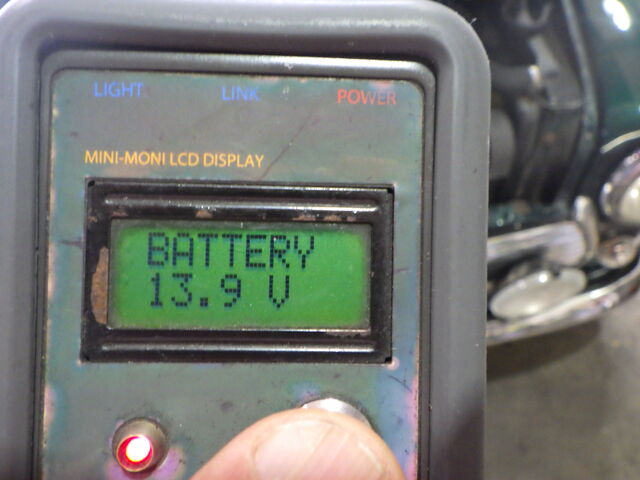 LIGHT LINK POWER
MINI-MONI LCD DISPLAY
BATTERY
13.9 V